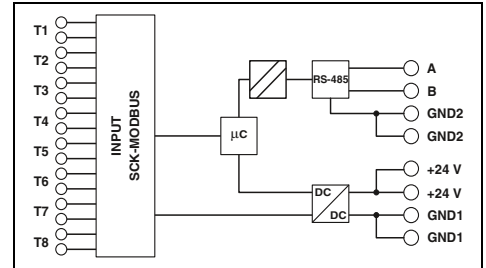 T1
T2
T3
T4
T5
T6
T7
T8
INPUT
SCK-MODBUS
µC
RS-485
DC
DC
A
B
GND2
GND2
+24 V
+24 V
GND1
GND1